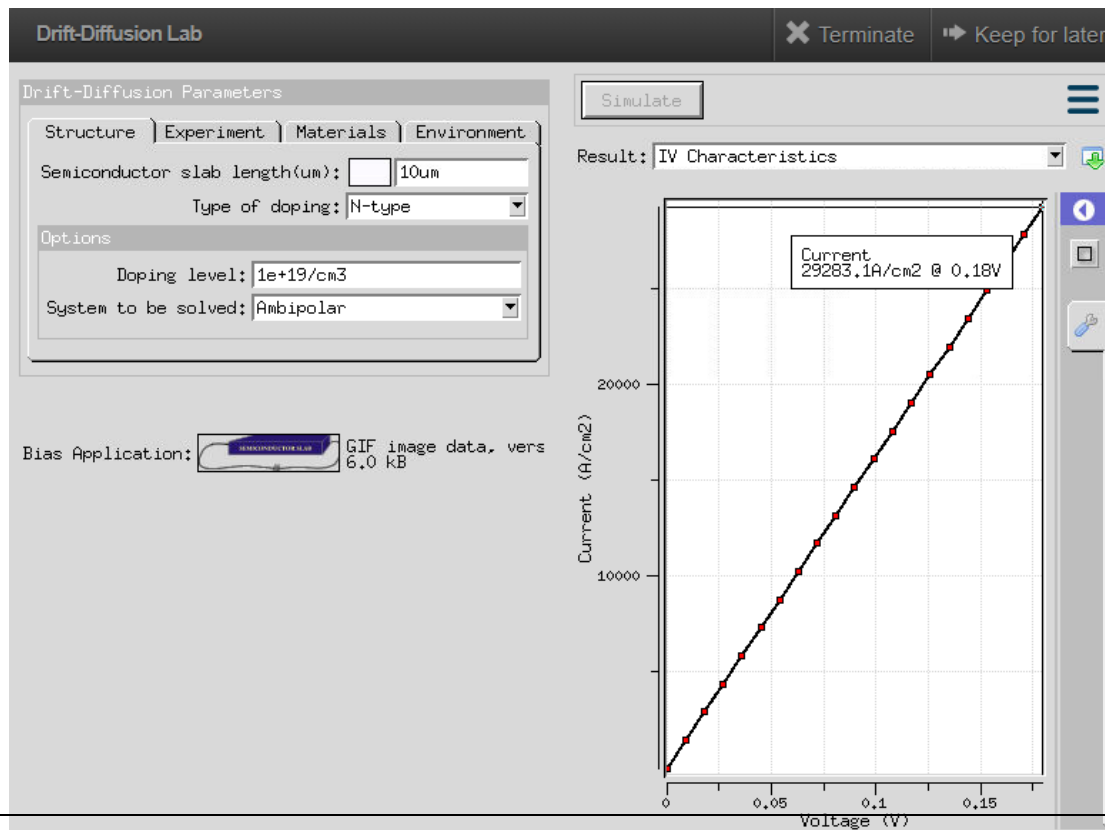 Drift-Diffusion Lab
Terminate
Keep for later
Drift-Diffusion Parameters
Structure Experiment Materials Environment
Semiconductor slab length(um): 10um
Type of doping: N-type
Options
Doping level: 1e+19/cm3
System to be solved: Ambipolar
Bias Application:
SEMICONDUCTOR SLAB
GIF image data, vers
6.0 kB
Simulate
Result: IV Characteristics
Current
29283.1A/cm2 @ 0.18V
20000
10000
Current (A/cm2)
0 0.05 0.1 0.15
Voltage (V)